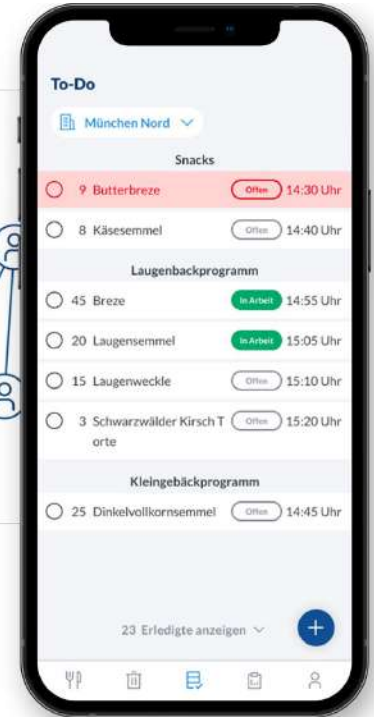 To-Do
München Nord
Snacks
9 Butterbreze Offen 14:30 Uhr
8 Käsesemmel Offen 14:40 Uhr
Laugenbackprogramm
45 Breze In Arbeit 14:55 Uhr
20 Laugensemmel In Arbeit 15:05 Uhr
15 Laugenweckle Offen 15:10 Uhr
3 Schwarzwälder Kirsch T Offen 15:20 Uhr
orte
Kleingebäckprogramm
25 Dinkelvollkornsemmel Offen 14:45 Uhr
23 Erledigte anzeigen